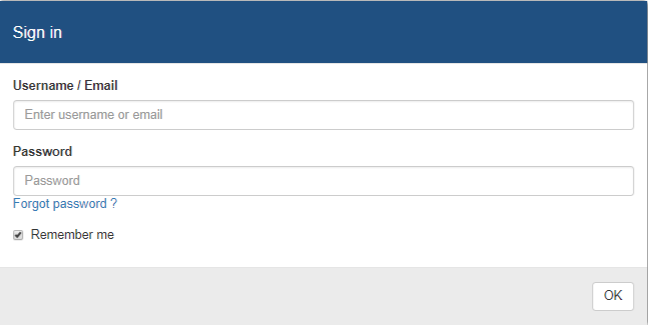 Sign in
Username / Email
Enter username or email
Password
Password
Forgot password ?
Remember me
OK